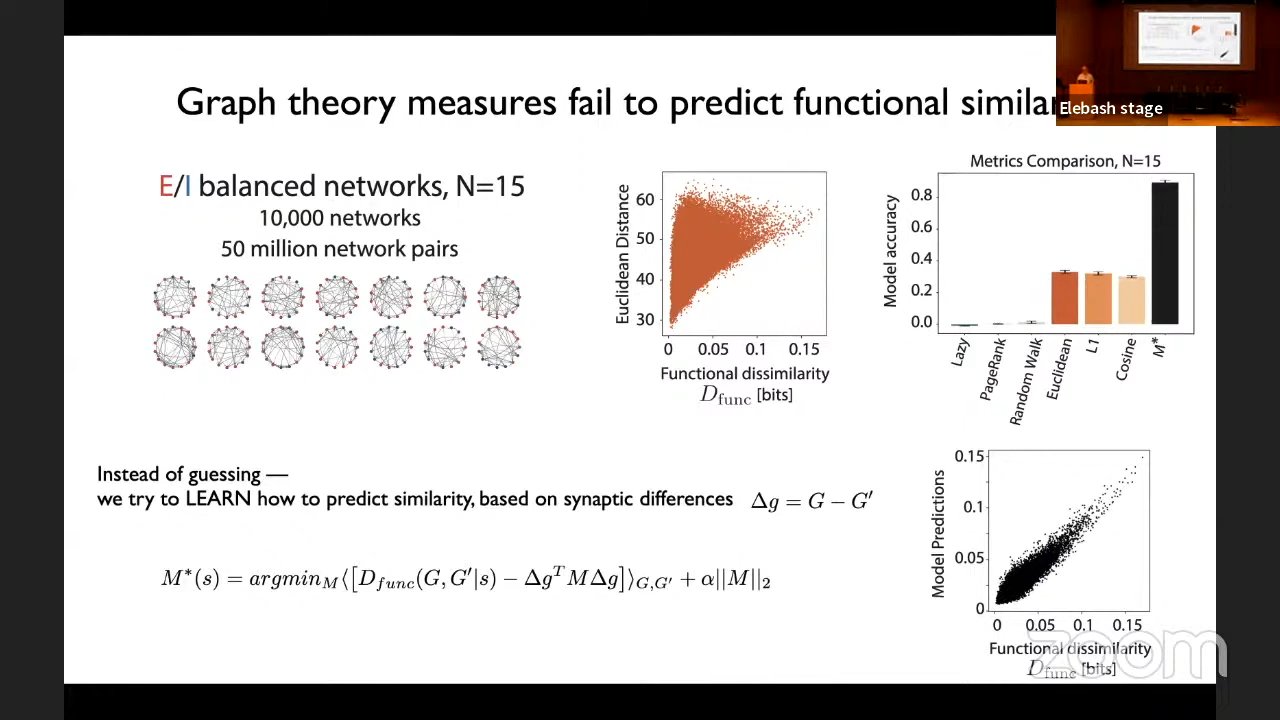 Graph theory measures fail to predict functional similar
Elebash stage
E/I balanced networks, N=15
10,000 networks
50 million network pairs
Euclidean Distance
60
50
40
30
0 0.05 0.1 0.15
Functional dissimilarity
D_func [bits]
Metrics Comparison, N=15
Model accuracy
0.8
0.6
0.4
0.2
0.0
Lazy PageRank Random Walk Euclidean L1 Cosine M*
Instead of guessing —
we try to LEARN how to predict similarity, based on synaptic differences Δg = G − G′
M*(s) = argmin_M⟨[D_func(G, G′|s) − Δg^T MΔg]⟩_G,G′ + α||M||_2
Model Predictions
0.15
0.1
0.05
0
0 0.05 0.1 0.15
Functional dissimilarity
D_func [bits]
zoom